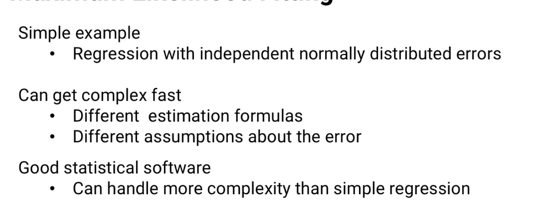 Simple example
• Regression with independent normally distributed errors
Can get complex fast
• Different estimation formulas
• Different assumptions about the error
Good statistical software
• Can handle more complexity than simple regression